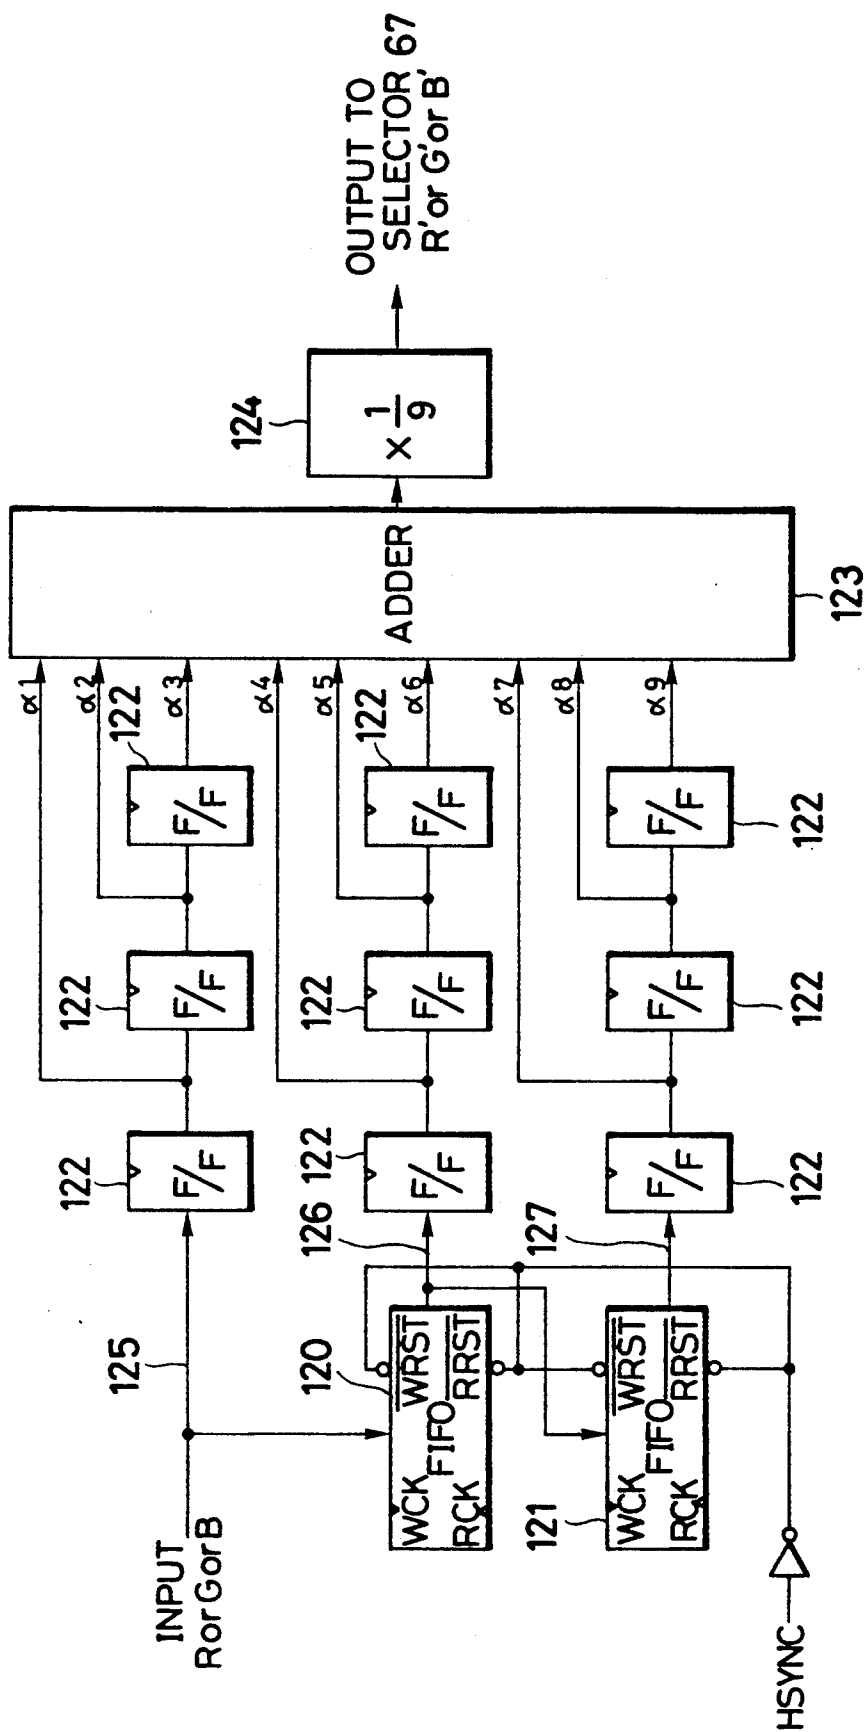 INPUT
R or G or B
125
122
F/F
122
F/F
122
F/F
α1
α2
α3
120
WCK
WRST
FIFO
RCK
RRST
126
122
F/F
122
F/F
122
F/F
α4
α5
α6
121
WCK
WRST
FIFO
RCK
RRST
127
F/F
122
F/F
122
F/F
122
α7
α8
α9
HSYNC
ADDER
123
124
× 1/9
OUTPUT TO
SELECTOR 67
R' or G' or B'